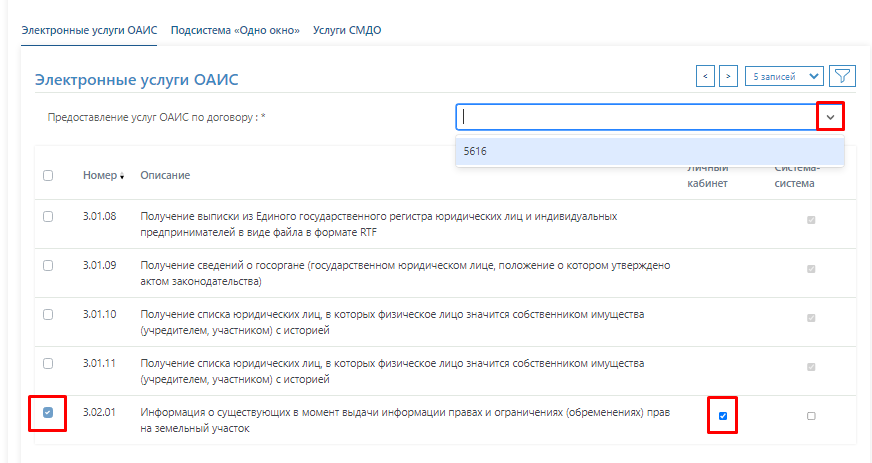 Электронные услуги ОАИС Подсистема «Одно окно» Услуги СМДО
Электронные услуги ОАИС < > 5 записей
Предоставление услуг ОАИС по договору : *
5616
Номер Описание Личный кабинет Система-система
3.01.08 Получение выписки из Единого государственного регистра юридических лиц и индивидуальных
предпринимателей в виде файла в формате RTF
3.01.09 Получение сведений о госоргане (государственном юридическом лице, положение о котором утверждено
актом законодательства)
3.01.10 Получение списка юридических лиц, в которых физическое лицо значится собственником имущества
(учредителем, участником) с историей
3.01.11 Получение списка юридических лиц, в которых физическое лицо значится собственником имущества
(учредителем, участником) с историей
3.02.01 Информация о существующих в момент выдачи информации правах и ограничениях (обременениях) прав
на земельный участок